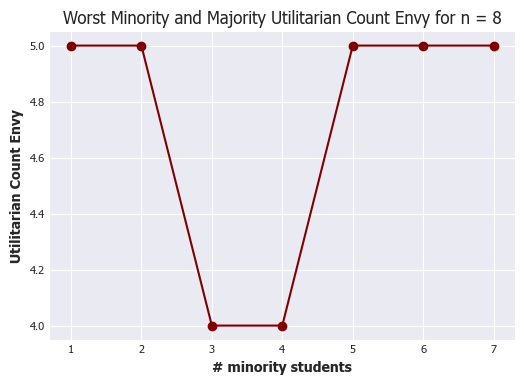 Worst Minority and Majority Utilitarian Count Envy for n = 8
5.0
4.8
4.6
4.4
4.2
4.0
Utilitarian Count Envy
1 2 3 4 5 6 7
# minority students